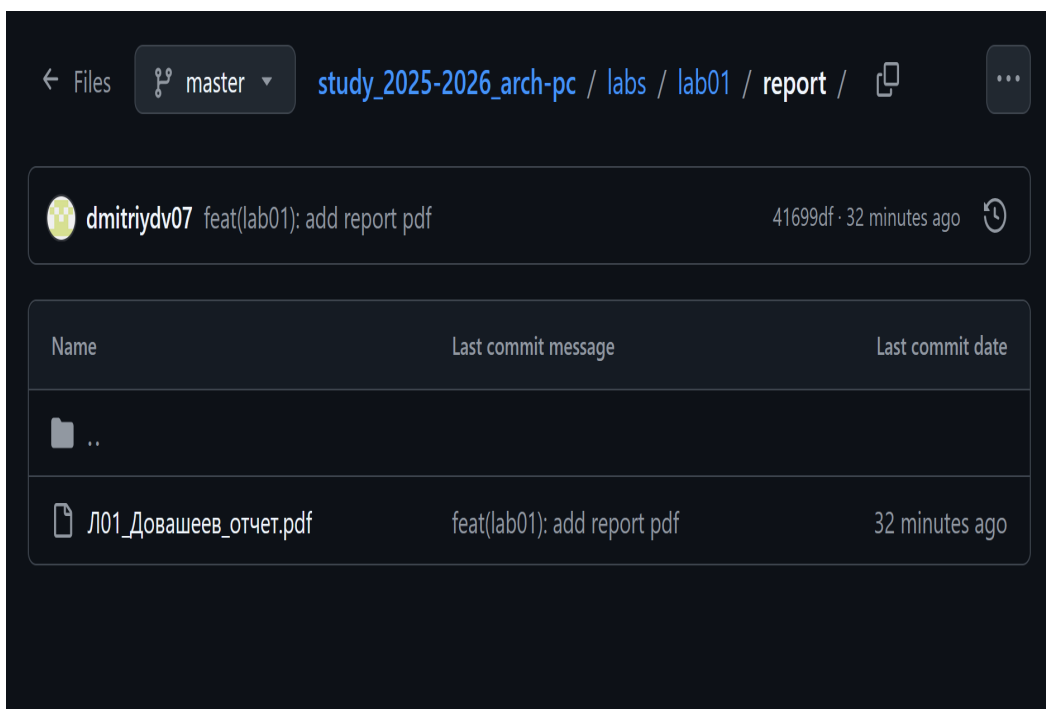 Files master study_2025-2026_arch-pc / labs / lab01 / report /
dmitriydv07 feat(lab01): add report pdf 41699df · 32 minutes ago
Name Last commit message Last commit date
..
Л01_Довашеев_отчет.pdf feat(lab01): add report pdf 32 minutes ago